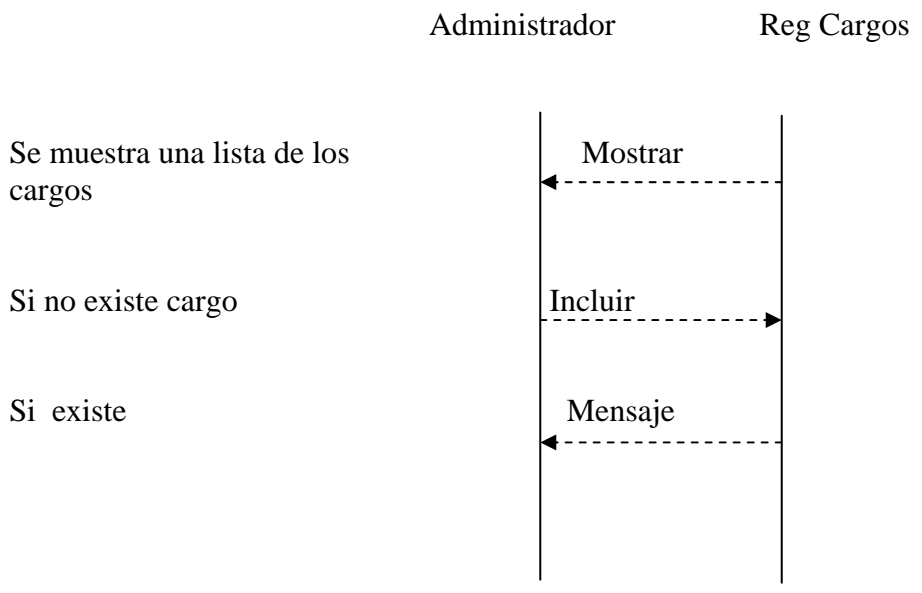 Administrador Reg Cargos
Se muestra una lista de los
cargos
Mostrar
Si no existe cargo
Incluir
Si existe
Mensaje